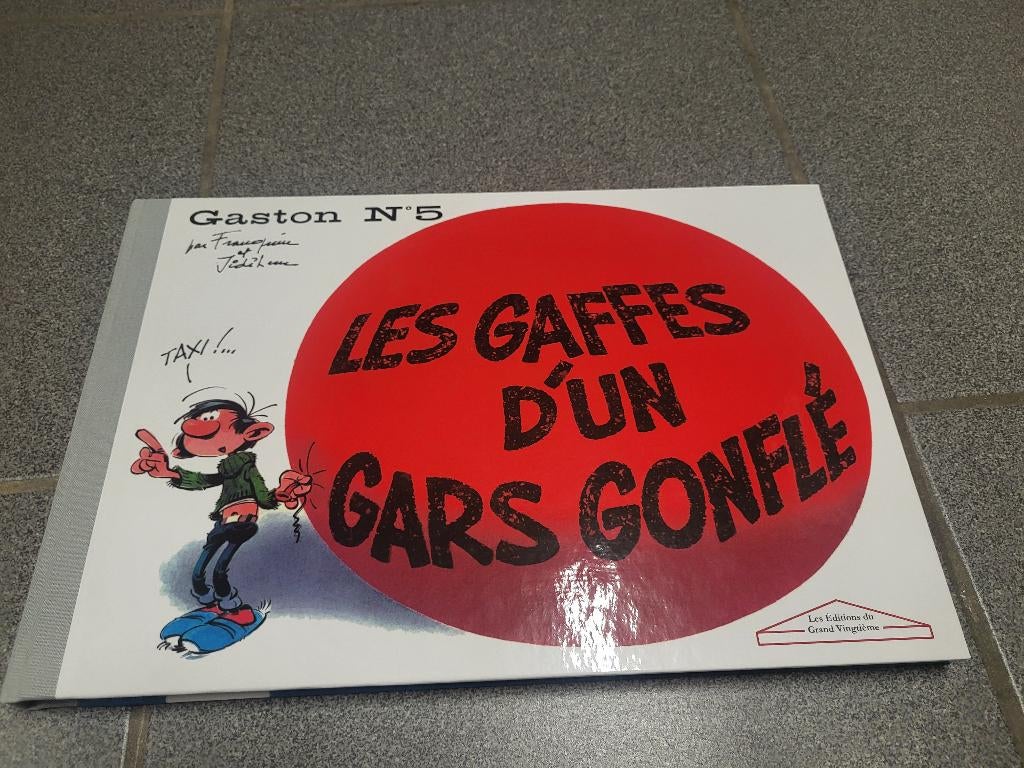 Gaston N°5
par Franquin
et
Jidéhem
TAXI !...
LES GAFFES
D'UN
GARS GONFLÉ
Les Éditions du
Grand Vingtième